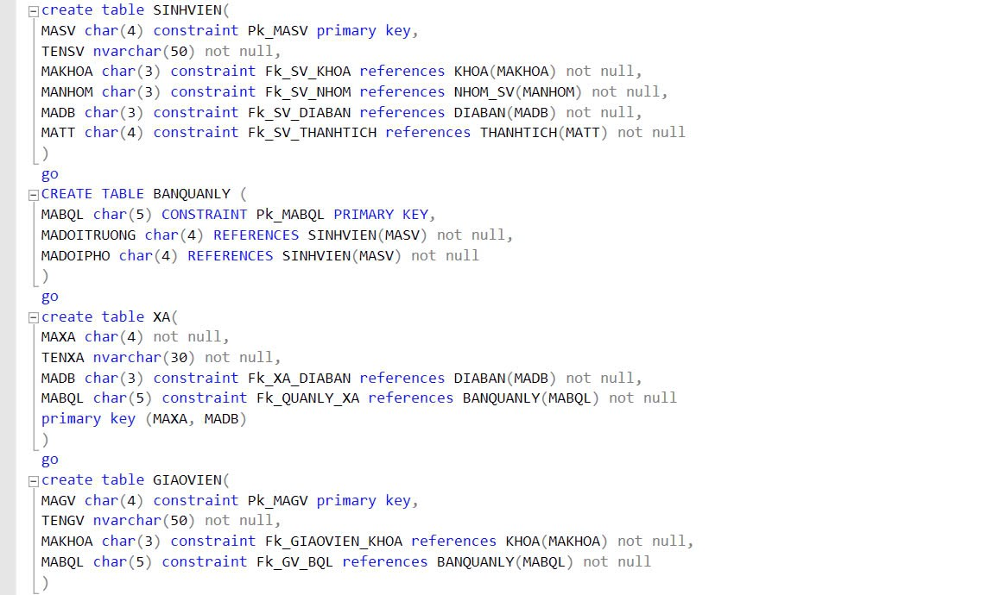 create table SINHVIEN(
MASV char(4) constraint Pk_MASV primary key,
TENSV nvarchar(50) not null,
MAKHOA char(3) constraint Fk_SV_KHOA references KHOA(MAKHOA) not null,
MANHOM char(3) constraint Fk_SV_NHOM references NHOM_SV(MANHOM) not null,
MADB char(3) constraint Fk_SV_DIABAN references DIABAN(MADB) not null,
MATT char(4) constraint Fk_SV_THANHTICH references THANHTICH(MATT) not null
)
go
CREATE TABLE BANQUANLY (
MABQL char(5) CONSTRAINT Pk_MABQL PRIMARY KEY,
MADOITRUONG char(4) REFERENCES SINHVIEN(MASV) not null,
MADOIPHO char(4) REFERENCES SINHVIEN(MASV) not null
)
go
create table XA(
MAXA char(4) not null,
TENXA nvarchar(30) not null,
MADB char(3) constraint Fk_XA_DIABAN references DIABAN(MADB) not null,
MABQL char(5) constraint Fk_QUANLY_XA references BANQUANLY(MABQL) not null
primary key (MAXA, MADB)
)
go
create table GIAOVIEN(
MAGV char(4) constraint Pk_MAGV primary key,
TENGV nvarchar(50) not null,
MAKHOA char(3) constraint Fk_GIAOVIEN_KHOA references KHOA(MAKHOA) not null,
MABQL char(5) constraint Fk_GV_BQL references BANQUANLY(MABQL) not null
)